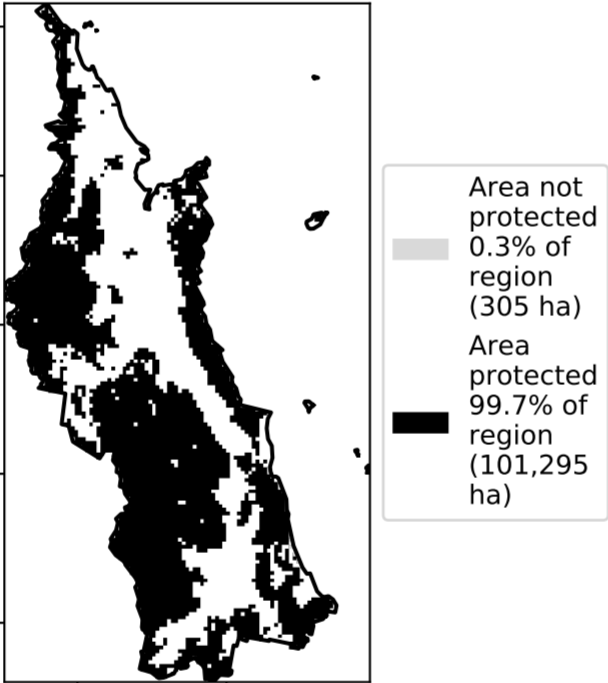 Area not
protected
0.3% of
region
(305 ha)
Area
protected
99.7% of
region
(101,295
ha)